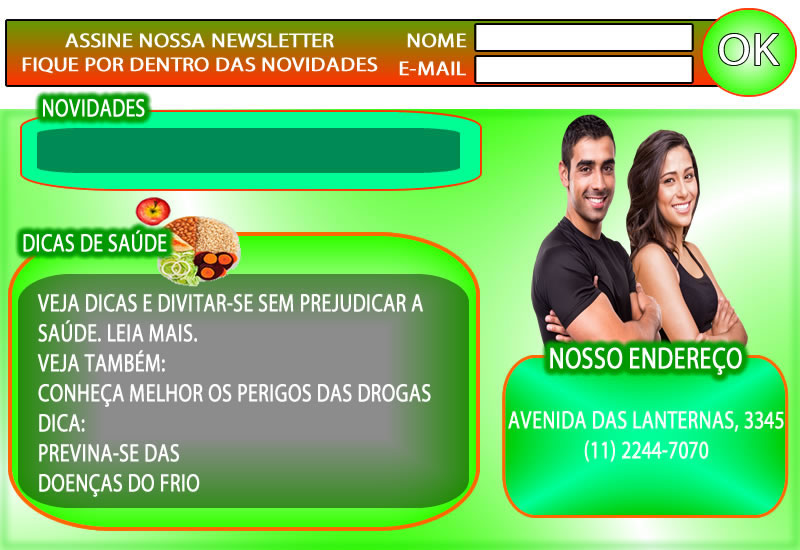 ASSINE NOSSA NEWSLETTER
FIQUE POR DENTRO DAS NOVIDADES
NOME
E-MAIL
OK
NOVIDADES
DICAS DE SAÚDE
VEJA DICAS E DIVITAR-SE SEM PREJUDICAR A
SAÚDE. LEIA MAIS.
VEJA TAMBÉM:
CONHEÇA MELHOR OS PERIGOS DAS DROGAS
DICA:
PREVINA-SE DAS
DOENÇAS DO FRIO
NOSSO ENDEREÇO
AVENIDA DAS LANTERNAS, 3345
(11) 2244-7070